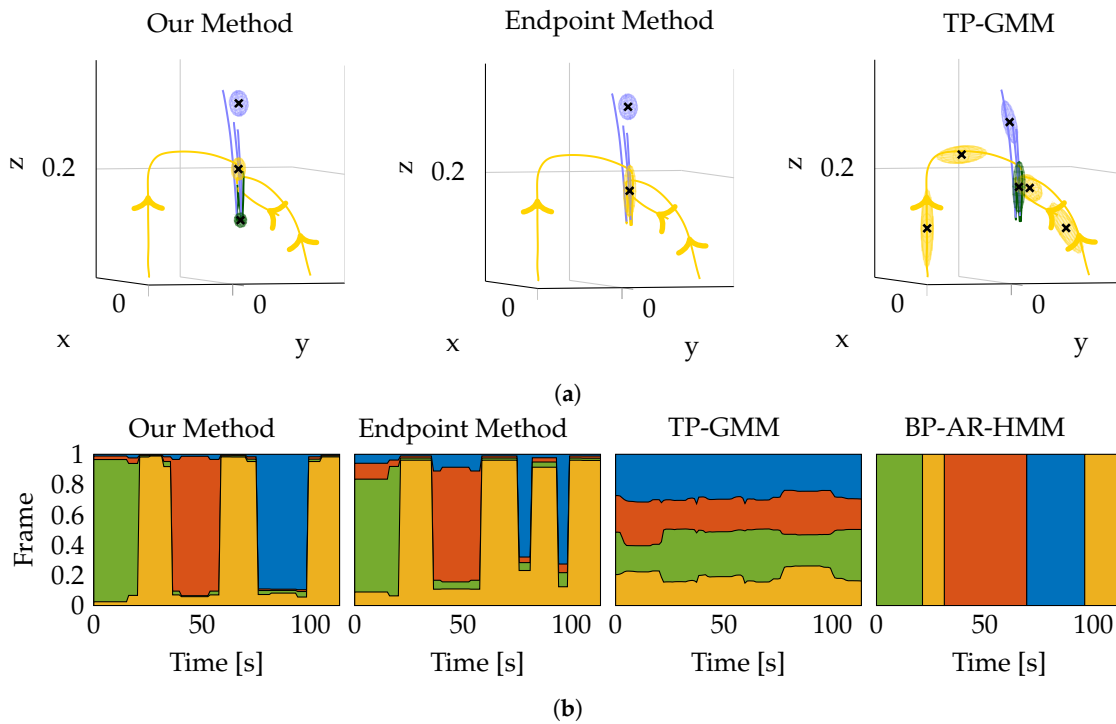 (a)
Our Method
Endpoint Method
TP-GMM
z
0.2
0
0
x
y
z
0.2
0
0
x
y
z
0.2
0
0
x
y
(a)
Our Method
Endpoint Method
TP-GMM
BP-AR-HMM
Frame
1
0.8
0.6
0.4
0.2
0
0
50
100
0
50
100
0
50
100
0
50
100
Time [s]
Time [s]
Time [s]
Time [s]
(b)